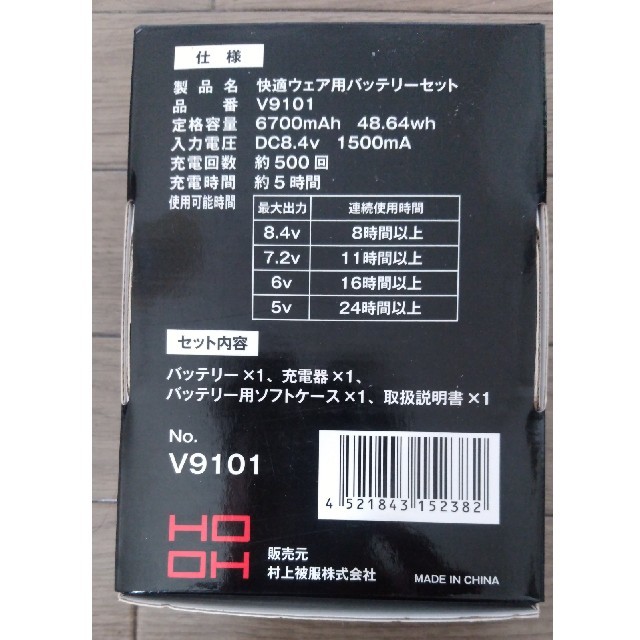 仕様
製品名 快適ウェア用バッテリーセット
品番 V9101
定格容量 6700mAh 48.64wh
入力電圧 DC8.4v 1500mA
充電回数 約500回
充電時間 約5時間
使用可能時間
最大出力 連続使用時間
8.4v 8時間以上
7.2v 11時間以上
6v 16時間以上
5v 24時間以上
セット内容
バッテリー×1、充電器×1、
バッテリー用ソフトケース×1、取扱説明書×1
No.
V9101
4 521843 152382
HO
OH
販売元
村上被服株式会社
MADE IN CHINA